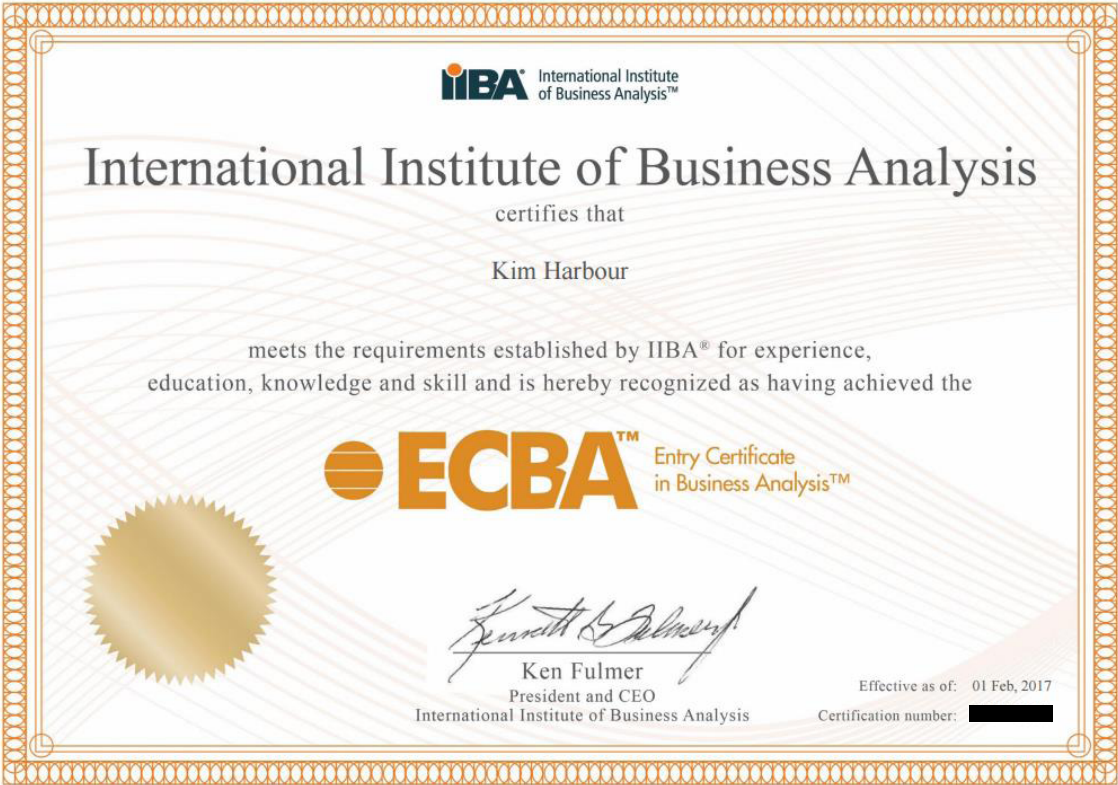 iiBA® International Institute
of Business Analysis™
International Institute of Business Analysis
certifies that
Kim Harbour
meets the requirements established by IIBA® for experience,
education, knowledge and skill and is hereby recognized as having achieved the
ECBA™ Entry Certificate
in Business Analysis™
Ken Fulmer
President and CEO
International Institute of Business Analysis
Effective as of: 01 Feb, 2017
Certification number: